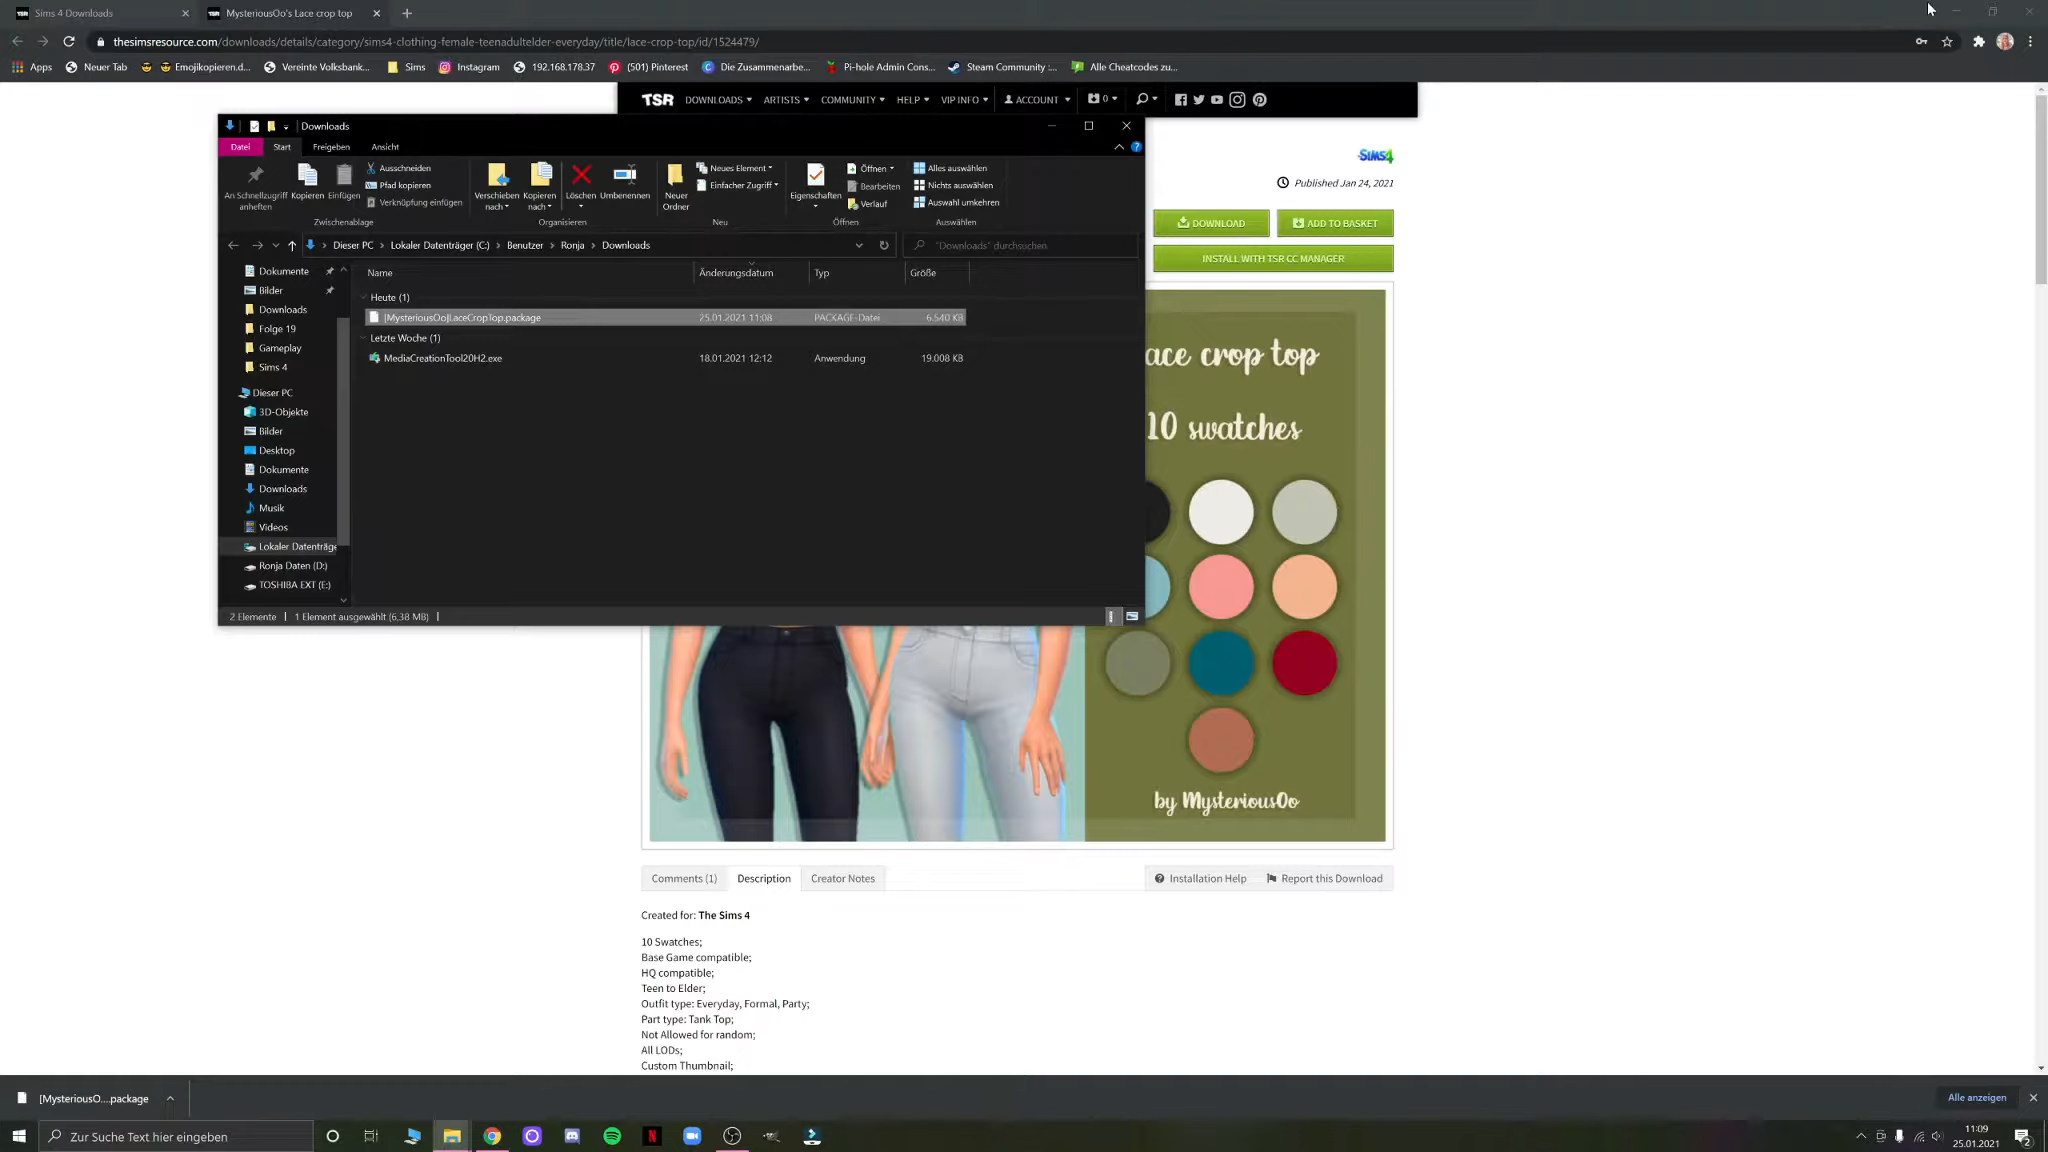 Sims 4 Downloads
MysteriousOo's Lace crop top
thesimsresource.com/downloads/details/category/sims4-clothing-female-teenadultelder-everyday/title/lace-crop-top/id/1524479/
Apps Neuer Tab Emojikopieren.d... Vereinte Volksbank... Sims Instagram 192.168.178.37 (501) Pinterest Die Zusammenarbe... Pi-hole Admin Cons... Steam Community :... Alle Cheatcodes zu...
TSR DOWNLOADS ARTISTS COMMUNITY HELP VIP INFO ACCOUNT 0
Downloads
Datei Start Freigeben Ansicht
An Schnellzugriff anheften
Kopieren
Einfügen
Ausschneiden
Pfad kopieren
Verknüpfung einfügen
Zwischenablage
Verschieben nach
Kopieren nach
Löschen
Umbenennen
Organisieren
Neuer Ordner
Neues Element
Einfacher Zugriff
Neu
Eigenschaften
Öffnen
Bearbeiten
Verlauf
Öffnen
Alles auswählen
Nichts auswählen
Auswahl umkehren
Auswählen
Dieser PC > Lokaler Datenträger (C:) > Benutzer > Ronja > Downloads
"Downloads" durchsuchen
Name Änderungsdatum Typ Größe
Heute (1)
[MysteriousOo]LaceCropTop.package 25.01.2021 11:08 PACKAGE-Datei 6.540 KB
Letzte Woche (1)
MediaCreationTool20H2.exe 18.01.2021 12:12 Anwendung 19.008 KB
Dokumente
Bilder
Downloads
Folge 19
Gameplay
Sims 4
Dieser PC
3D-Objekte
Bilder
Desktop
Dokumente
Downloads
Musik
Videos
Lokaler Datenträge
Ronja Daten (D:)
TOSHIBA EXT (E:)
2 Elemente
1 Element ausgewählt (6,38 MB)
SIMS4
Published Jan 24, 2021
DOWNLOAD
ADD TO BASKET
INSTALL WITH TSR CC MANAGER
ace crop top
10 swatches
by MysteriousOo
Comments (1) Description Creator Notes
Installation Help
Report this Download
Created for: The Sims 4
10 Swatches;
Base Game compatible;
HQ compatible;
Teen to Elder;
Outfit type: Everyday, Formal, Party;
Part type: Tank Top;
Not Allowed for random;
All LODs;
Custom Thumbnail;
[MysteriousO....package
Alle anzeigen
Zur Suche Text hier eingeben
11:09
25.01.2021
2